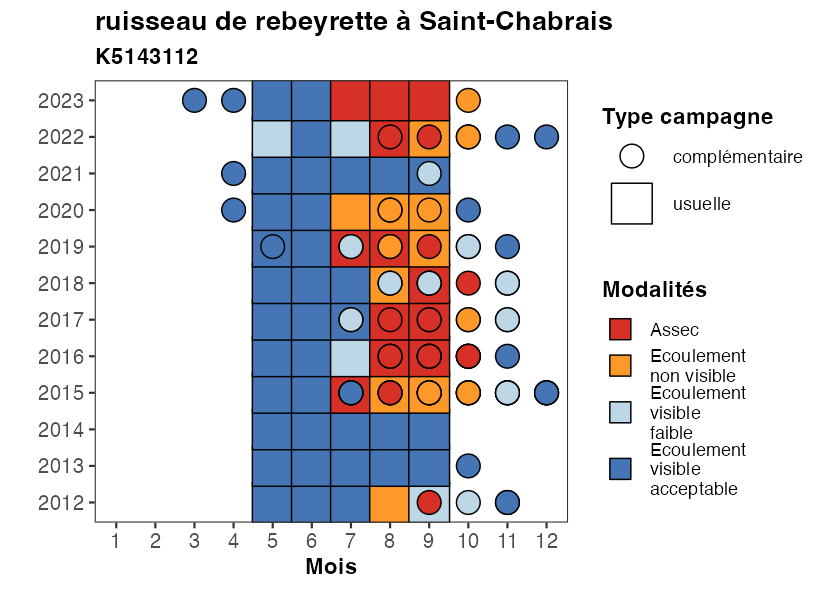 ruisseau de rebeyrette à Saint-Chabrais
K5143112
2023
2022
2021
2020
2019
2018
2017
2016
2015
2014
2013
2012
1 2 3 4 5 6 7 8 9 10 11 12
Mois
Type campagne
complémentaire
usuelle
Modalités
Assec
Ecoulement
non visible
Ecoulement
visible
faible
Ecoulement
visible
acceptable